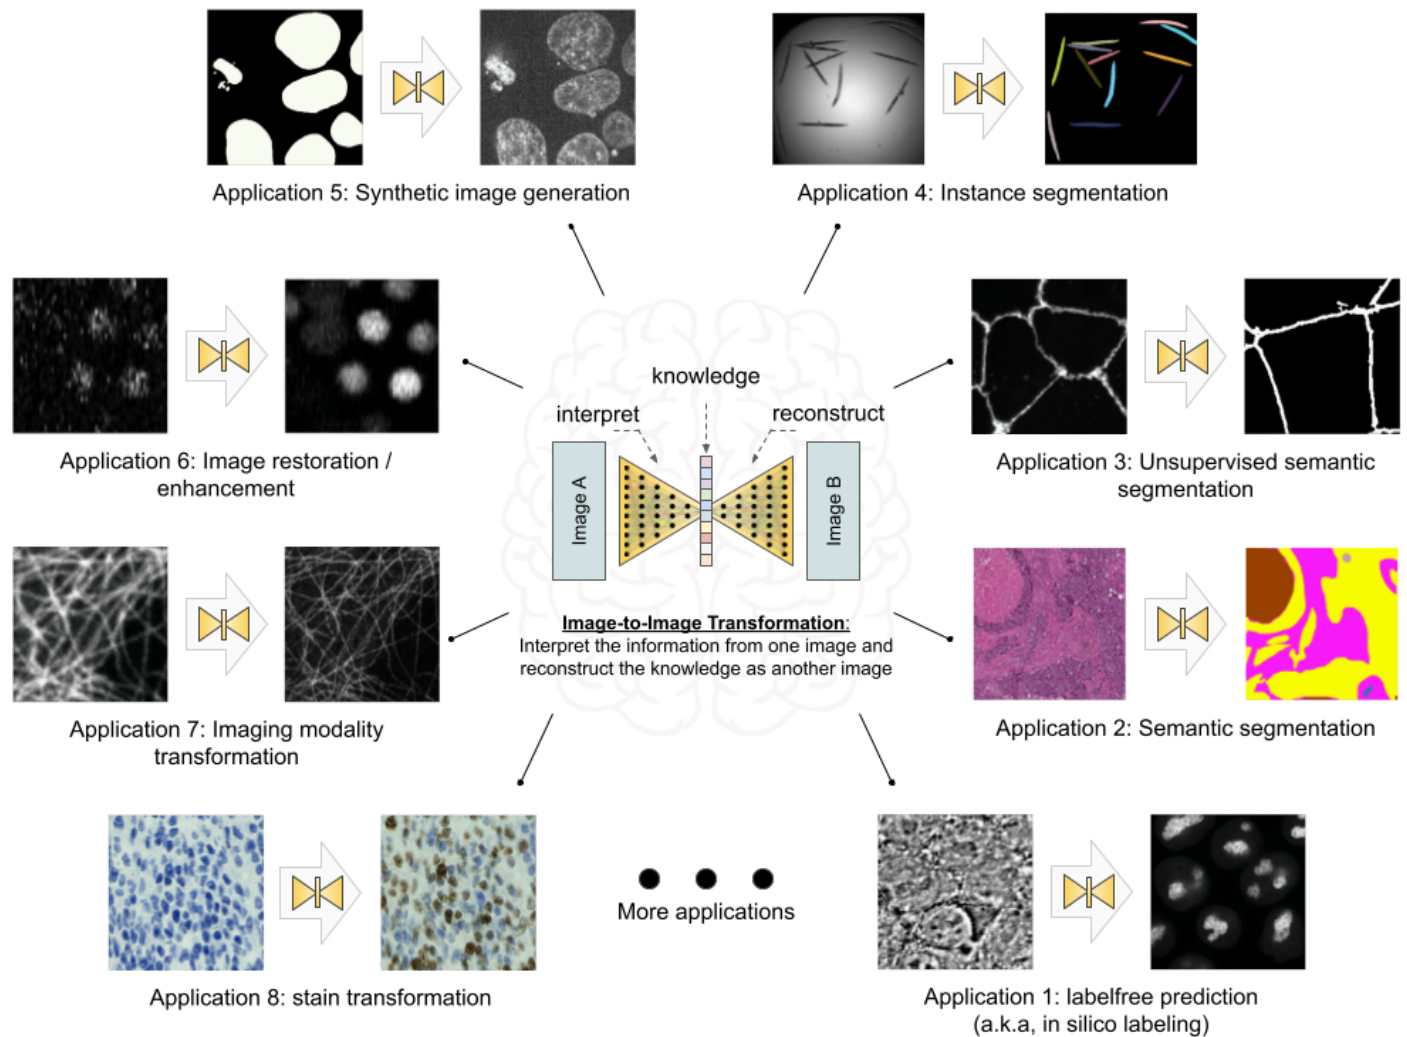 Application 5: Synthetic image generation
Application 4: Instance segmentation
Application 6: Image restoration /
enhancement
knowledge
interpret
reconstruct
Image A
Image B
Application 3: Unsupervised semantic
segmentation
Image-to-Image Transformation:
Interpret the information from one image and
reconstruct the knowledge as another image
Application 7: Imaging modality
transformation
Application 2: Semantic segmentation
More applications
Application 8: stain transformation
Application 1: labelfree prediction
(a.k.a, in silico labeling)